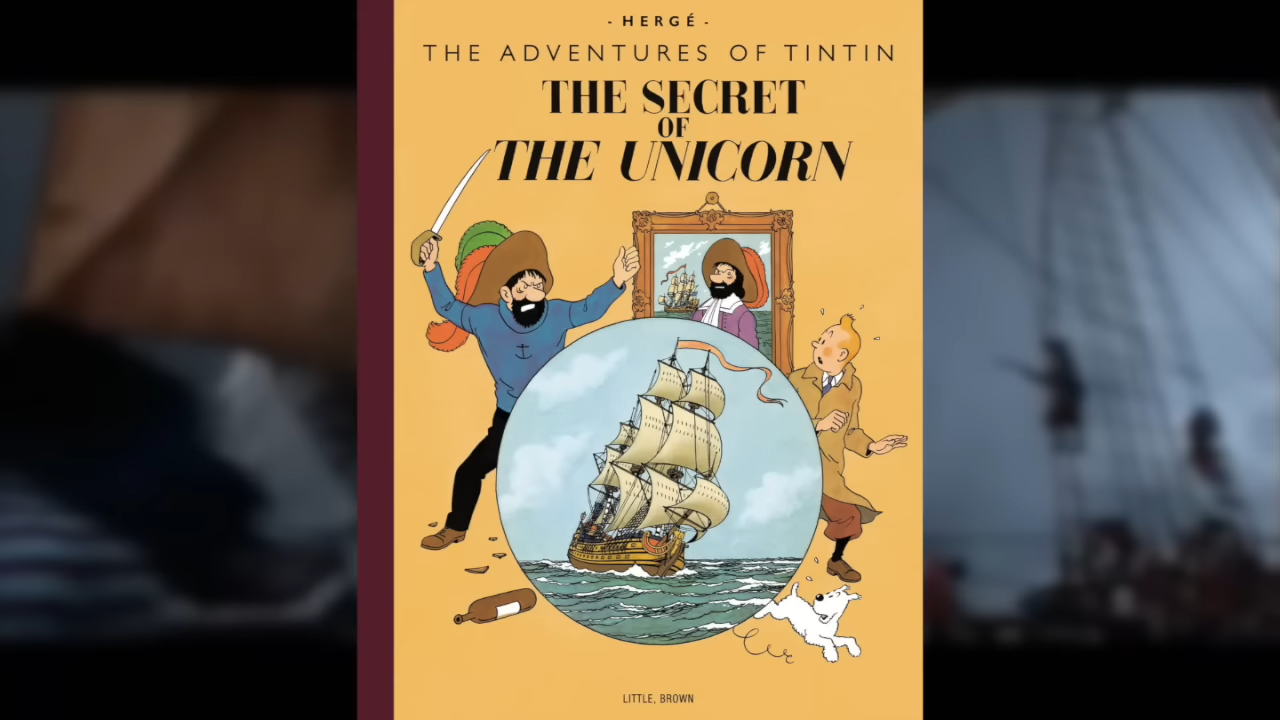 - HERGÉ -
THE ADVENTURES OF TINTIN
THE SECRET
OF
THE UNICORN
LITTLE, BROWN